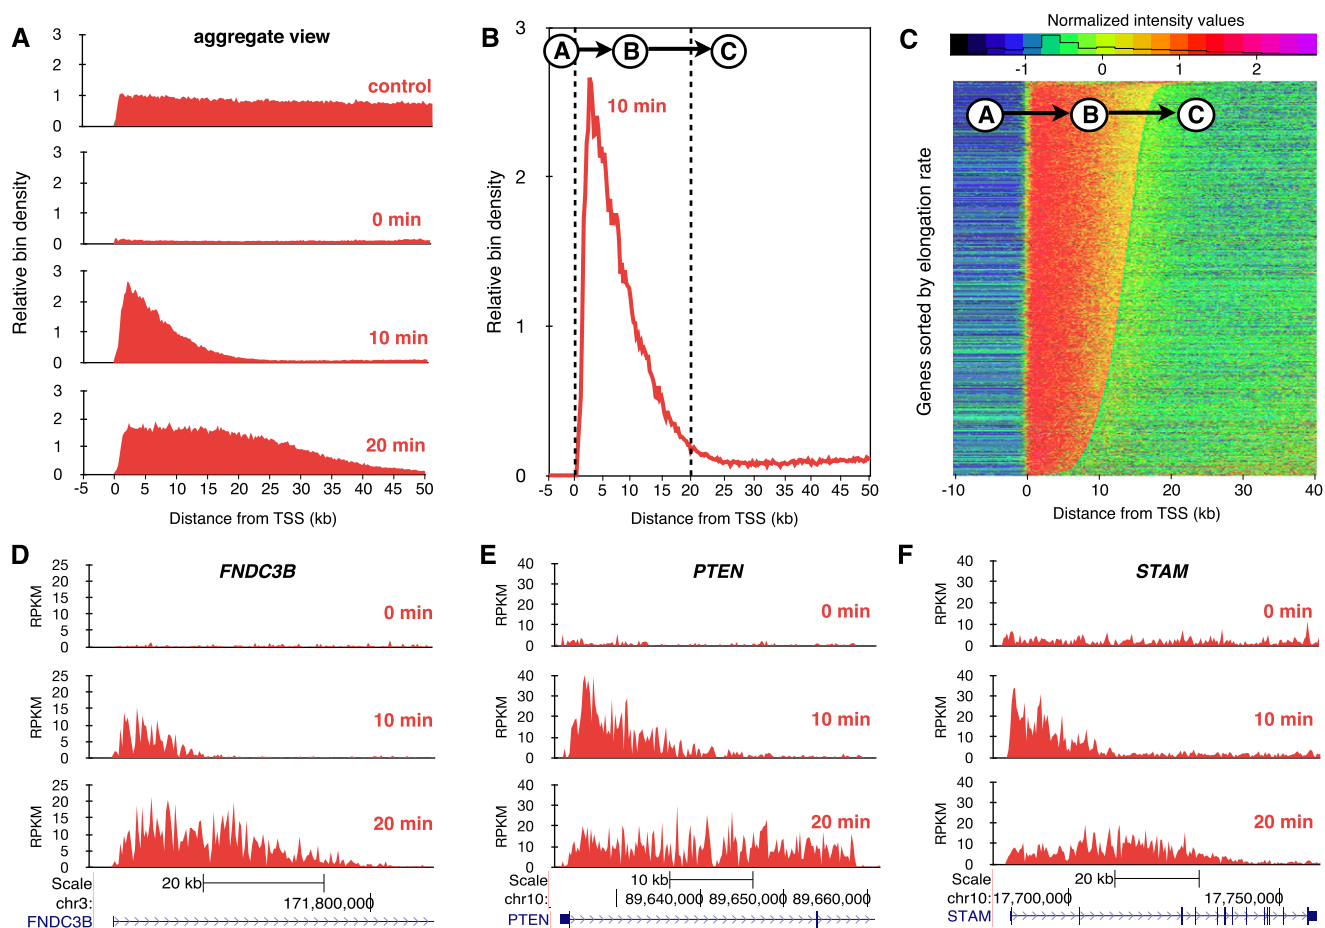 A
aggregate view
3
2
1
0
control
3
2
1
0
0 min
3
2
1
0
10 min
3
2
1
0
20 min
-5 0 5 10 15 20 25 30 35 40 45 50
Relative bin density
Distance from TSS (kb)
B
3
2
1
0
A B C
10 min
-5 0 5 10 15 20 25 30 35 40 45 50
Relative bin density
Distance from TSS (kb)
C
Normalized intensity values
-1 0 1 2
A B C
Genes sorted by elongation rate
-10 0 10 20 30 40
Distance from TSS (kb)
D
FNDC3B
25
20
15
10
5
0
RPKM
0 min
25
20
15
10
5
0
RPKM
10 min
25
20
15
10
5
0
RPKM
20 min
Scale 20 kb
chr3: 171,800,000
FNDC3B
E
PTEN
40
30
20
10
0
RPKM
0 min
40
30
20
10
0
RPKM
10 min
40
30
20
10
0
RPKM
20 min
Scale 10 kb
chr10: 89,640,000 89,650,000 89,660,000
PTEN
F
STAM
40
30
20
10
0
RPKM
0 min
40
30
20
10
0
RPKM
10 min
40
30
20
10
0
RPKM
20 min
Scale 20 kb
chr10: 17,700,000 17,750,000
STAM